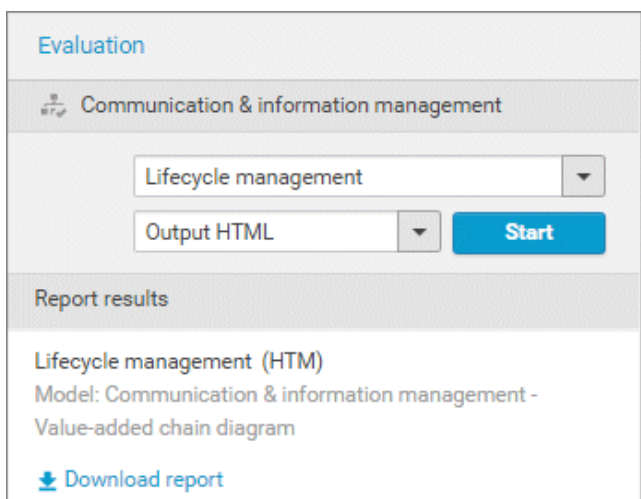 Evaluation
Communication & information management
Lifecycle management
Output HTML
Start
Report results
Lifecycle management (HTM)
Model: Communication & information management -
Value-added chain diagram
Download report